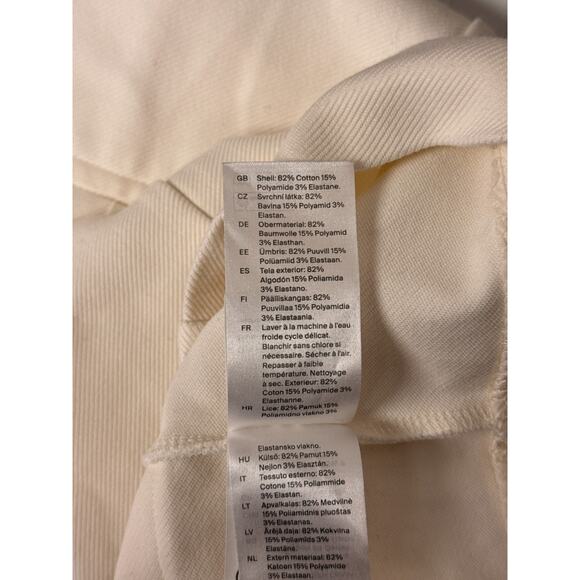 GB Shell: 82% Cotton 15%
Polyamide 3% Elastane.
CZ Svrchní látka: 82%
Bavlna 15% Polyamid 3%
Elastan.
DE Obermaterial: 82%
Baumwolle 15% Polyamid
3% Elasthan.
EE Ümbris: 82% Puuvill 15%
Polüamiid 3% Elastaan.
ES Tela exterior: 82%
Algodón 15% Poliamida
3% Elastano.
FI Päälliskangas: 82%
Puuvillaa 15% Polyamidia
3% Elastaania.
FR Laver à la machine à l'eau
froide cycle délicat.
Blanchir sans chlore si
nécessaire. Sécher à l'air.
Repasser à faible
température. Nettoyage
à sec. Exterieur: 82%
Coton 15% Polyamide 3%
Elasthanne.
HR Lice: 82% Pamuk 15%
Poliamidno vlakno 3%
Elastansko vlakno.
HU Külső: 82% Pamut 15%
Nejlon 3% Elasztán.
IT Tessuto esterno: 82%
Cotone 15% Poliammide
3% Elastan.
LT Apvalkalas: 82% Medvilnė
15% Poliamidinis pluoštas
3% Elastanas.
LV Ārējā daļa: 82% Kokvilna
15% Poliamīds 3%
Elastāns.
NL Extern materiaal: 82%
Katoen 15% Polyamide
3% Elastaan.